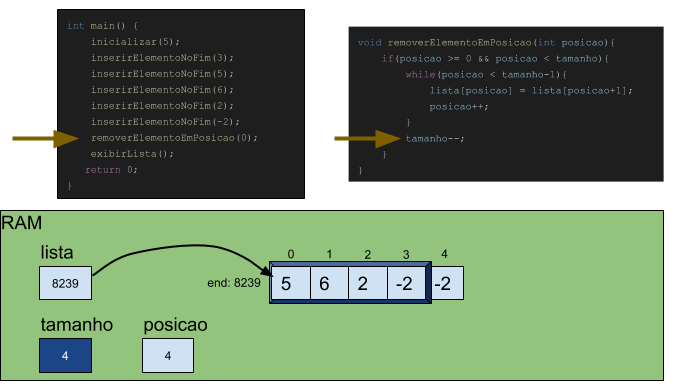 int main() {
inicializar(5);
inserirElementoNoFim(3);
inserirElementoNoFim(5);
inserirElementoNoFim(6);
inserirElementoNoFim(2);
inserirElementoNoFim(-2);
removerElementoEmPosicao(0);
exibirLista();
return 0;
}
void removerElementoEmPosicao(int posicao){
if(posicao >= 0 && posicao < tamanho){
while(posicao < tamanho-1){
lista[posicao] = lista[posicao+1];
posicao++;
}
tamanho--;
}
}
RAM
lista
8239
end: 8239
0 1 2 3 4
5 6 2 -2 -2
tamanho posicao
4 4